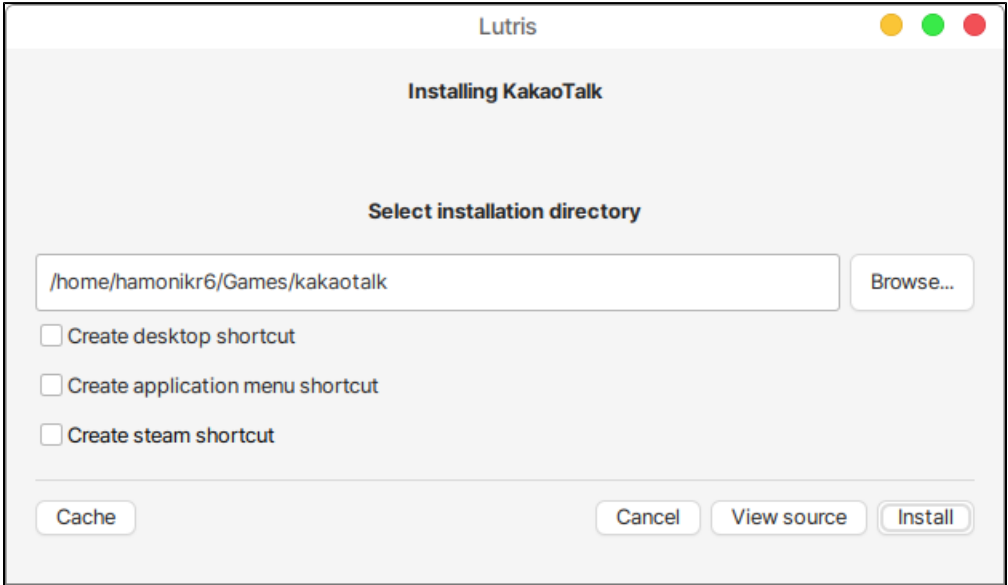 Lutris
Installing KakaoTalk
Select installation directory
/home/hamonikr6/Games/kakaotalk
Browse...
Create desktop shortcut
Create application menu shortcut
Create steam shortcut
Cache
Cancel
View source
Install